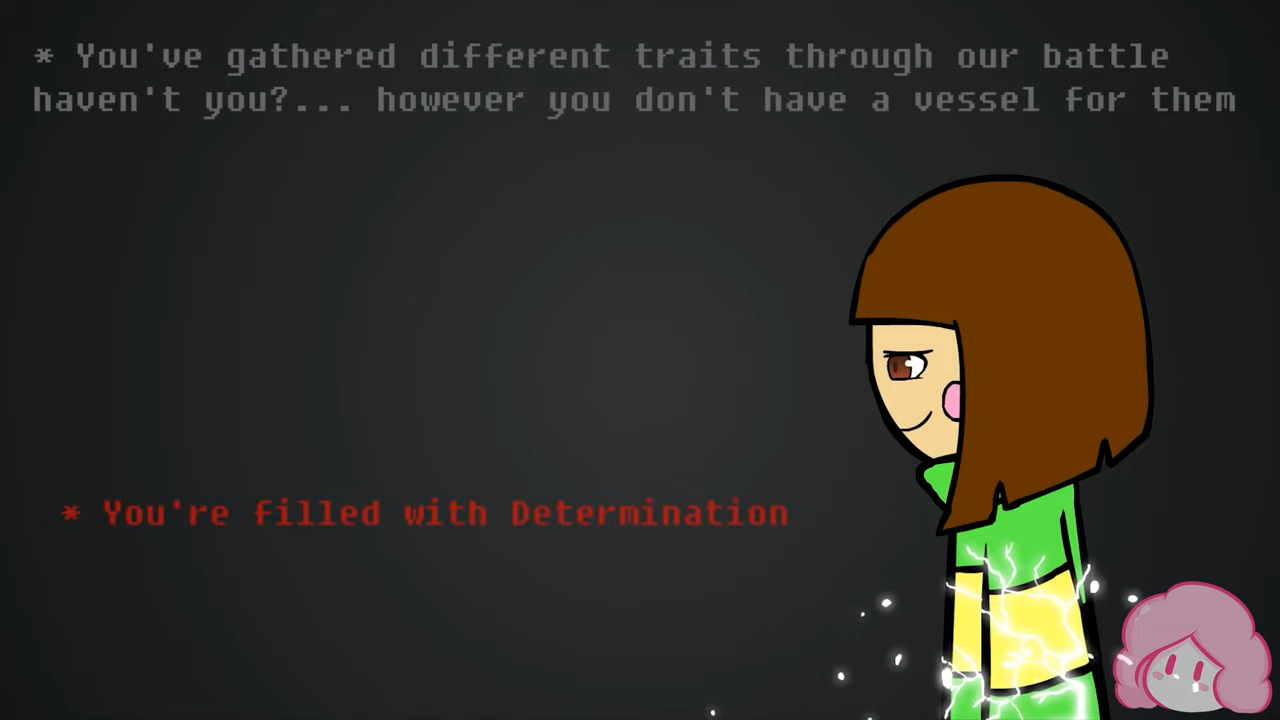 * You've gathered different traits through our battle
haven't you?... however you don't have a vessel for them
* You're filled with Determination